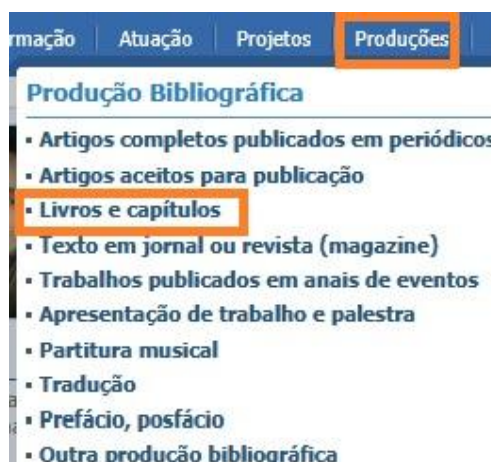 rmação Atuação Projetos Produções
Produção Bibliográfica
▪ Artigos completos publicados em periódicos
▪ Artigos aceitos para publicação
▪ Livros e capítulos
▪ Texto em jornal ou revista (magazine)
▪ Trabalhos publicados em anais de eventos
▪ Apresentação de trabalho e palestra
▪ Partitura musical
▪ Tradução
▪ Prefácio, posfácio
▪ Outra produção bibliográfica